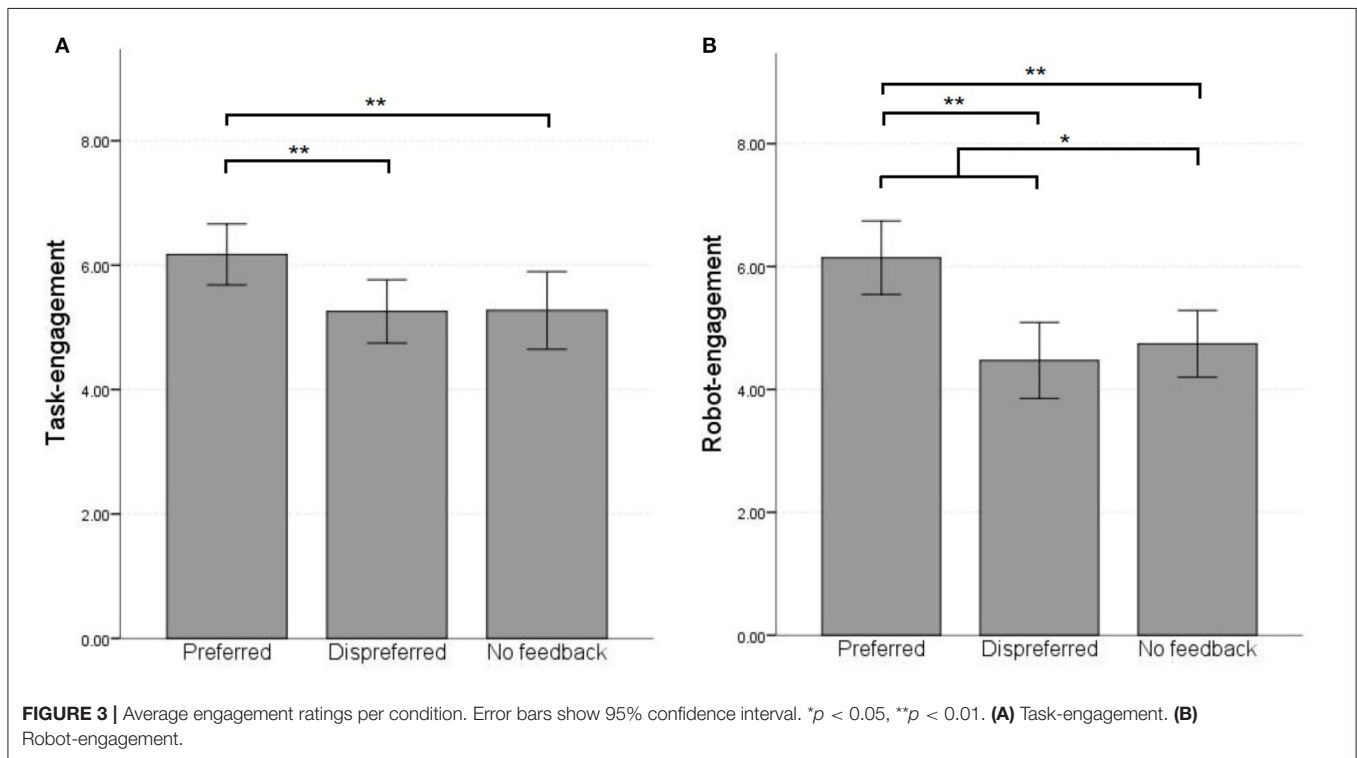 A
**
**
8.00
6.00
4.00
2.00
0.00
Task-engagement
Preferred Dispreferred No feedback
B
**
**
*
8.00
6.00
4.00
2.00
0.00
Robot-engagement
Preferred Dispreferred No feedback
FIGURE 3 | Average engagement ratings per condition. Error bars show 95% confidence interval. *p < 0.05, **p < 0.01. (A) Task-engagement. (B)
Robot-engagement.